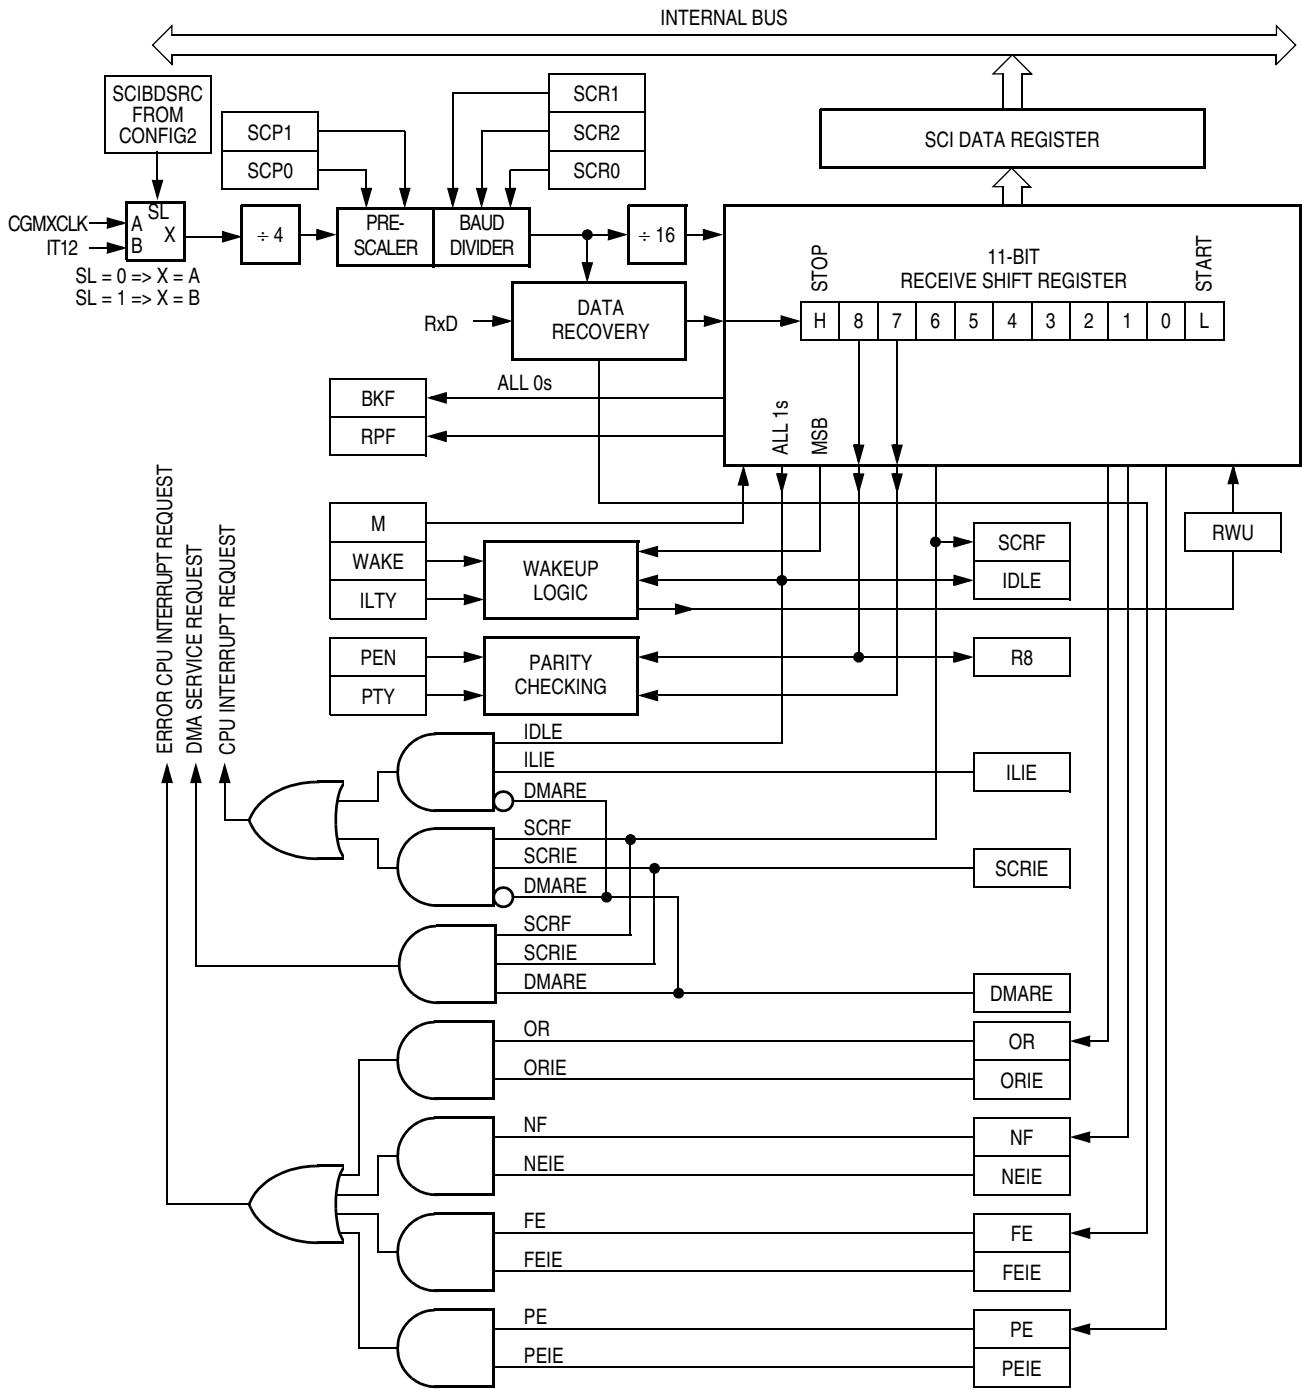 INTERNAL BUS
SCIBDSRC
FROM
CONFIG2
SCP1
SCP0
SCR1
SCR2
SCR0
SCI DATA REGISTER
CGMXCLK
IT12
A
B
SL
X
SL = 0 => X = A
SL = 1 => X = B
÷ 4
PRE-
SCALER
BAUD
DIVIDER
÷ 16
STOP
11-BIT
RECEIVE SHIFT REGISTER
START
H 8 7 6 5 4 3 2 1 0 L
RxD
DATA
RECOVERY
ALL 0s
BKF
RPF
ALL 1s
MSB
M
WAKE
ILTY
WAKEUP
LOGIC
SCRF
IDLE
RWU
PEN
PTY
PARITY
CHECKING
R8
ERROR CPU INTERRUPT REQUEST
DMA SERVICE REQUEST
CPU INTERRUPT REQUEST
IDLE
ILIE
DMARE
ILIE
SCRF
SCRIE
DMARE
SCRIE
SCRF
SCRIE
DMARE
DMARE
OR
ORIE
OR
ORIE
NF
NEIE
NF
NEIE
FE
FEIE
FE
FEIE
PE
PEIE
PE
PEIE